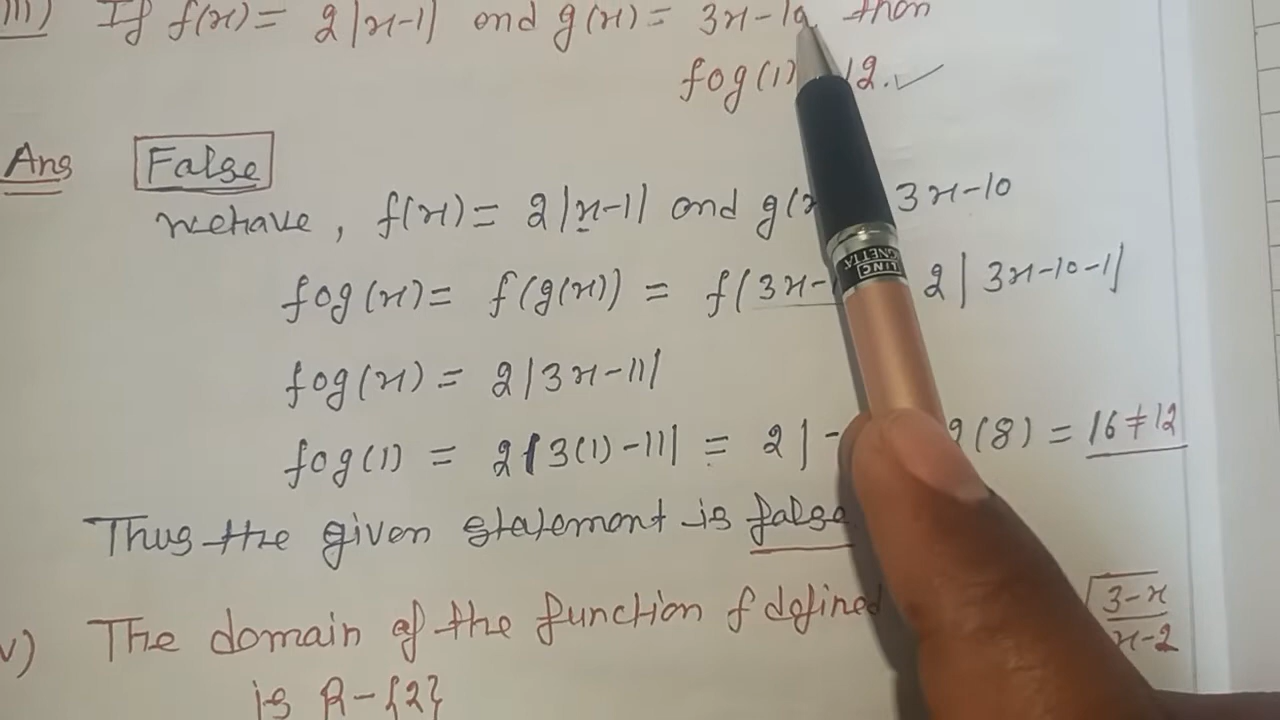 iii) If f(x) = 2|x-1| and g(x) = 3x-10 then
fog(1) 12. ✓
Ans False
we have, f(x) = 2|x-1| and g(x 3x-10
fog(x) = f(g(x)) = f(3x- 2|3x-10-1|
fog(x) = 2|3x-11|
fog(1) = 2|3(1)-11| = 2|- 2(8) = 16≠12
Thus the given statement is false
v) The domain of the function f defined √3-x/x-2
is R-{2}
LINC